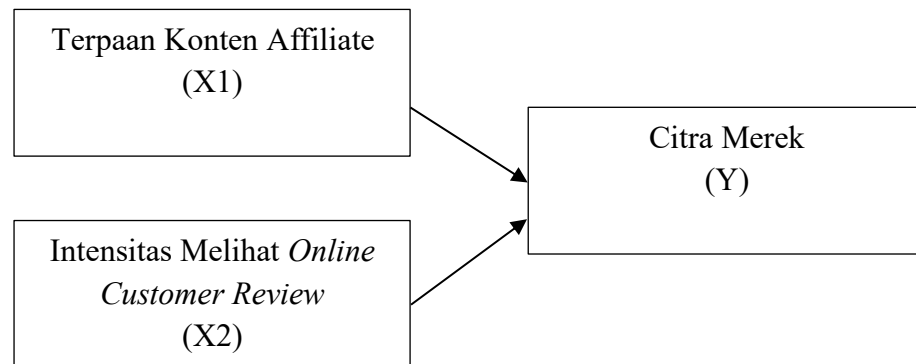 Terpaan Konten Affiliate
(X1)
Citra Merek
(Y)
Intensitas Melihat Online
Customer Review
(X2)